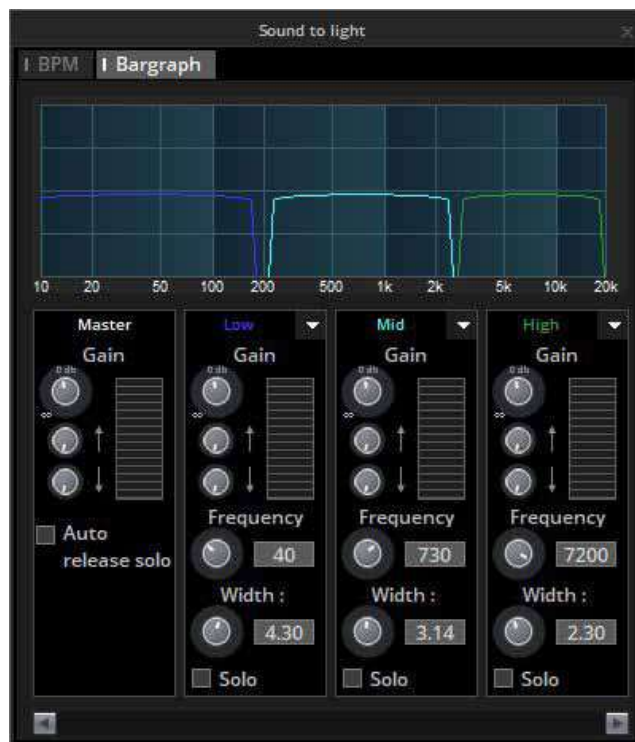 Sound to light
BPM Bargraph
10 20 50 100 200 500 1k 2k 5k 10k 20k
Master Low Mid High
Gain Gain Gain Gain
0 db 0 db 0 db 0 db
∞ ∞ ∞ ∞
Frequency Frequency Frequency
Auto
release solo
40 730 7200
Width : Width : Width :
4.30 3.14 2.30
Solo Solo Solo